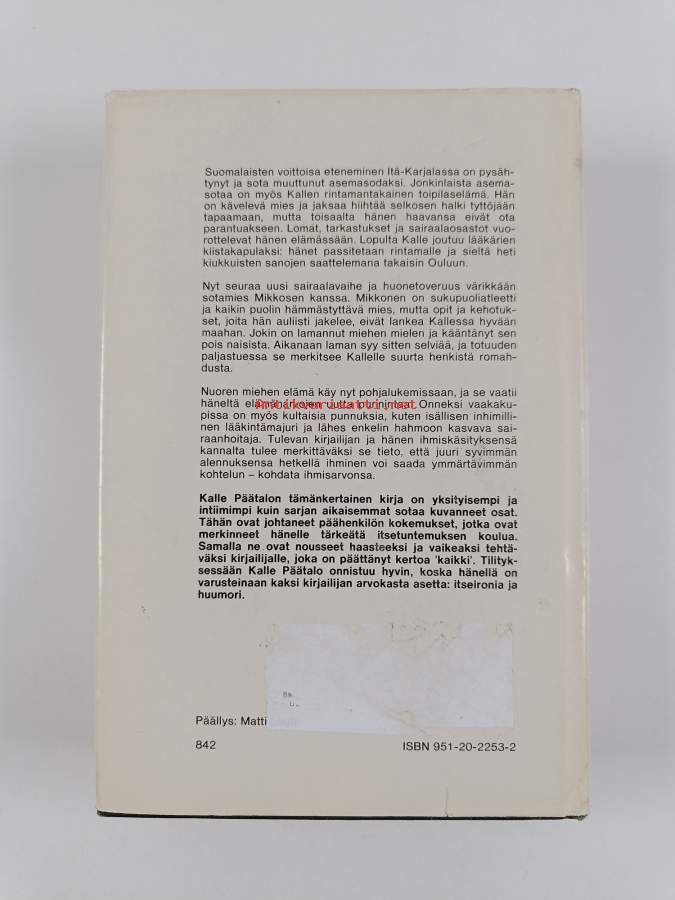 Suomalaisten voittoisa eteneminen Itä-Karjalassa on pysäh-
tynyt ja sota muuttunut asemasodaksi. Jonkinlaista asema-
sotaa on myös Kallen rintamantakainen toipilaselämä. Hän
on kävelevä mies ja jaksaa hiihtää selkosen halki tyttöjään
tapaamaan, mutta toisaalta hänen haavansa eivät ota
parantuakseen. Lomat, tarkastukset ja sairaalaosastot vuo-
rottelevat hänen elämässään. Lopulta Kalle joutuu lääkärien
kiistakapulaksi: hänet passitetaan rintamalle ja sieltä heti
kiukkuisten sanojen saattelemana takaisin Ouluun.
Nyt seuraa uusi sairaalavaihe ja huonetoveruus värikkään
sotamies Mikkosen kanssa. Mikkonen on sukupuoliatleetti
ja kaikin puolin hämmästyttävä mies, mutta opit ja kehotuk-
set, joita hän auliisti jakelee, eivät lankea Kallessa hyvään
maahan. Jokin on lamannut miehen mielen ja kääntänyt sen
pois naisista. Aikanaan laman syy sitten selviää, ja totuuden
paljastuessa se merkitsee Kallelle suurta henkistä romah-
dusta.
Nuoren miehen elämä käy nyt pohjalukemissaan, ja se vaatii
häneltä elämänarvojen uutta punnintaa. Onneksi vaakaku-
pissa on myös kultaisia punnuksia, kuten isällisen inhimilli-
nen lääkintämajuri ja lähes enkelin hahmoon kasvava sai-
raanhoitaja. Tulevan kirjailijan ja hänen ihmiskäsityksensä
kannalta tulee merkittäväksi se tieto, että juuri syvimmän
alennuksensa hetkellä ihminen voi saada ymmärtävimmän
kohtelun – kohdata ihmisarvonsa.
Kalle Päätalon tämänkertainen kirja on yksityisempi ja
intiimimpi kuin sarjan aikaisemmat sotaa kuvanneet osat.
Tähän ovat johtaneet päähenkilön kokemukset, jotka ovat
merkinneet hänelle tärkeätä itsetuntemuksen koulua.
Samalla ne ovat nousseet haasteeksi ja vaikeaksi tehtä-
väksi kirjailijalle, joka on päättänyt kertoa 'kaikki'. Tilityk-
sessään Kalle Päätalo onnistuu hyvin, koska hänellä on
varusteinaan kaksi kirjailijan arvokasta asetta: itseironia ja
huumori.
Päällys: Matti
842 ISBN 951-20-2253-2